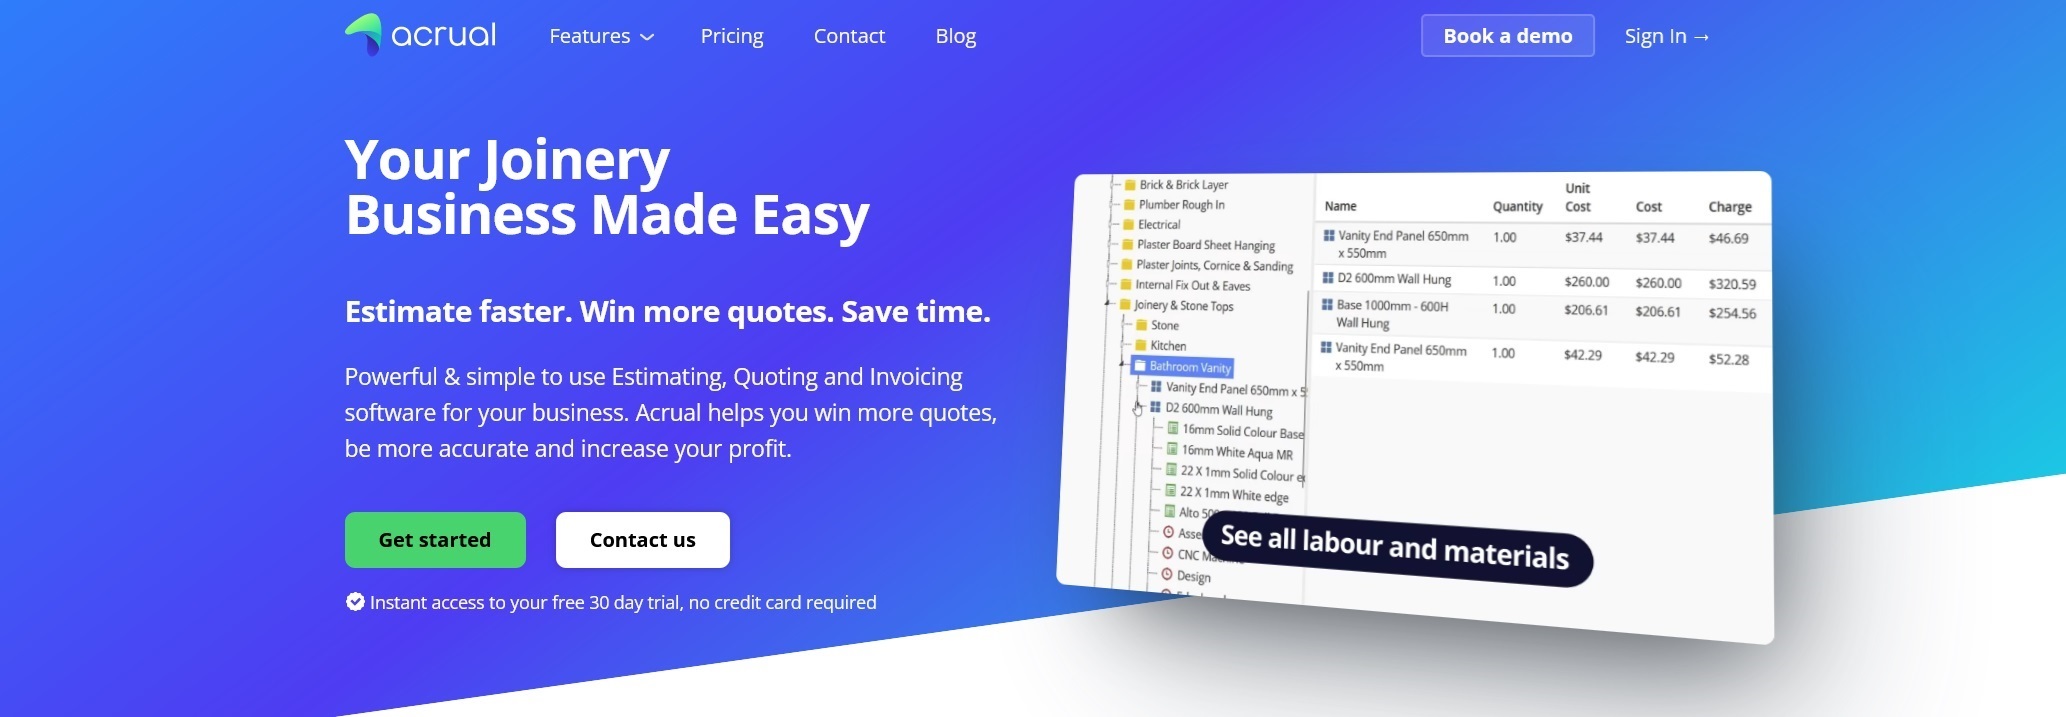 acrual
Features
Pricing
Contact
Blog
Book a demo
Sign In →
Your Joinery
Business Made Easy
Estimate faster. Win more quotes. Save time.
Powerful & simple to use Estimating, Quoting and Invoicing
software for your business. Acrual helps you win more quotes,
be more accurate and increase your profit.
Get started
Contact us
Instant access to your free 30 day trial, no credit card required
Brick & Brick Layer
Plumber Rough In
Electrical
Plaster Board Sheet Hanging
Plaster Joints, Cornice & Sanding
Internal Fix Out & Eaves
Joinery & Stone Tops
Stone
Kitchen
Bathroom Vanity
Vanity End Panel 650mm x
D2 600mm Wall Hung
16mm Solid Colour Base
16mm White Aqua MR
22 X 1mm Solid Colour
22 X 1mm White edge
Alto
CNC
Design
Name Quantity Unit Cost Cost Charge
Vanity End Panel 650mm 1.00 $37.44 $37.44 $46.69
x 550mm
D2 600mm Wall Hung 1.00 $260.00 $260.00 $320.59
Base 1000mm - 600H 1.00 $206.61 $206.61 $254.56
Wall Hung
Vanity End Panel 650mm 1.00 $42.29 $42.29 $52.28
x 550mm
See all labour and materials